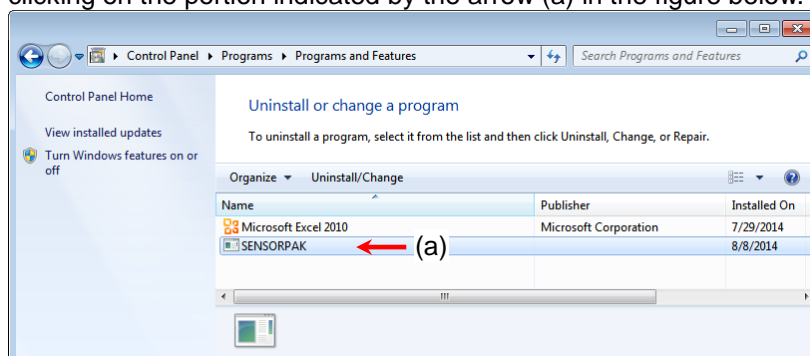 clicking on the portion indicated by the arrow (a) in the figure below.
Control Panel ▸ Programs ▸ Programs and Features
Search Programs and Features
Control Panel Home
View installed updates
Turn Windows features on or
off
Uninstall or change a program
To uninstall a program, select it from the list and then click Uninstall, Change, or Repair.
Organize Uninstall/Change
Name Publisher Installed On
Microsoft Excel 2010 Microsoft Corporation 7/29/2014
SENSORPAK (a) 8/8/2014